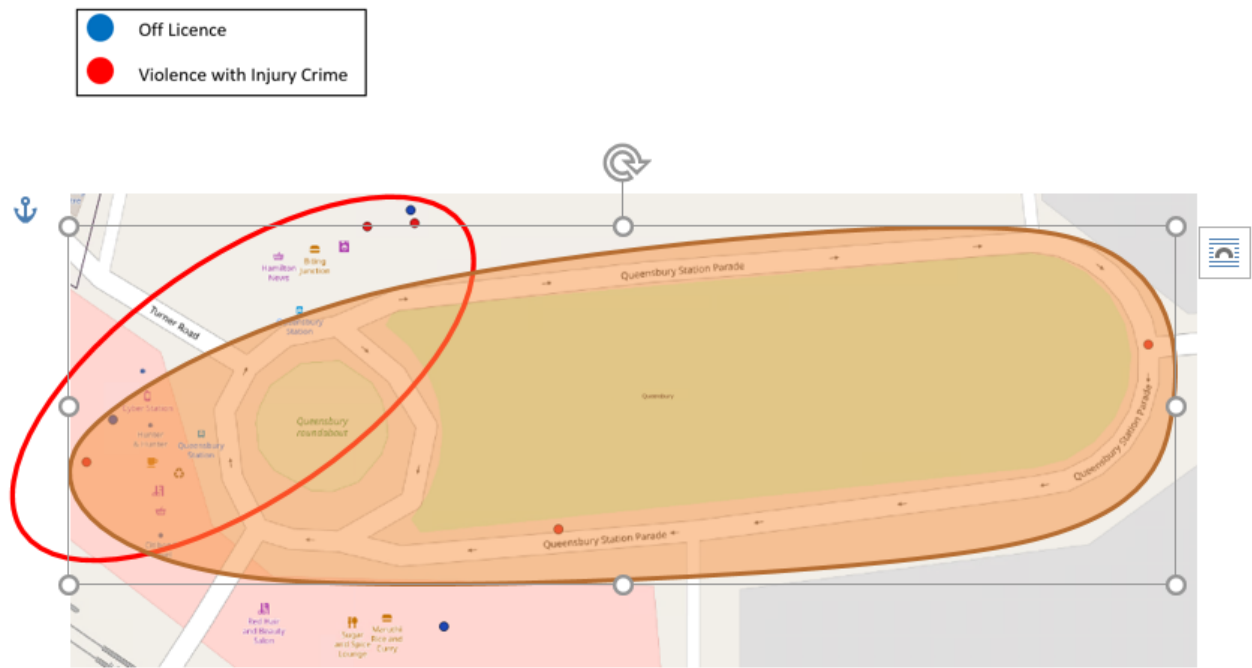 Off Licence
Violence with Injury Crime
Queensbury Station Parade
Hamilton
News
Billing
Junction
Queensbury
Station
Turner Road
Queensbury
Queensbury Station Parade
Queensbury
roundabout
Queensbury
Station
Queensbury Station Parade
Red Hair
and Beauty
Salon
Sugar
and Spice
Lounge
Maruthi
Rice and
Curry